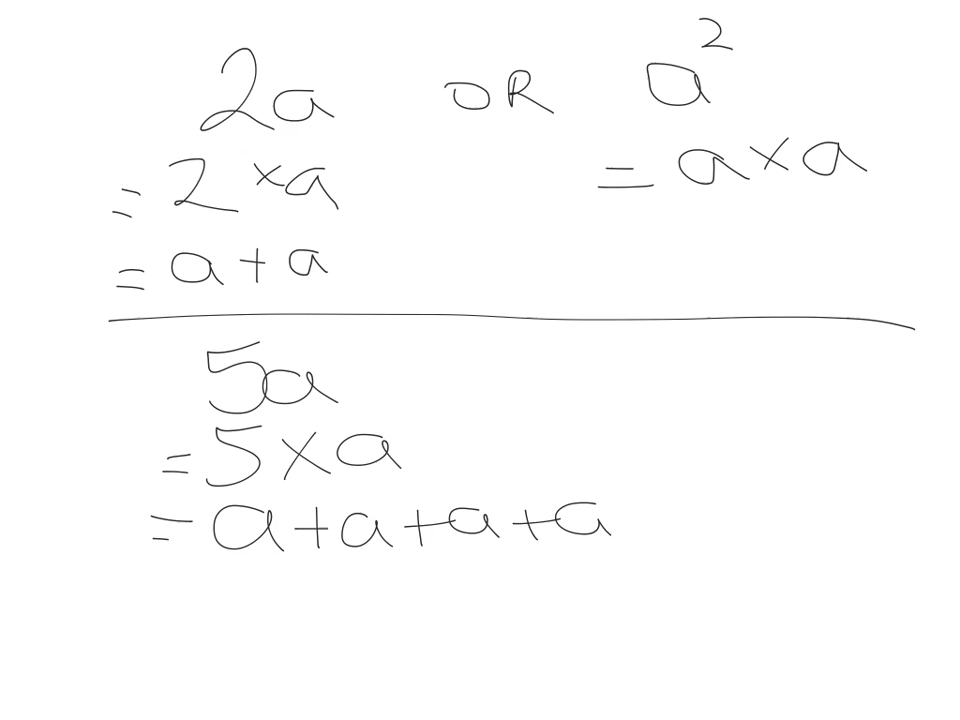 2a OR a²
= 2 × a = a × a
= a + a
5a
= 5 × a
= a + a + a + a